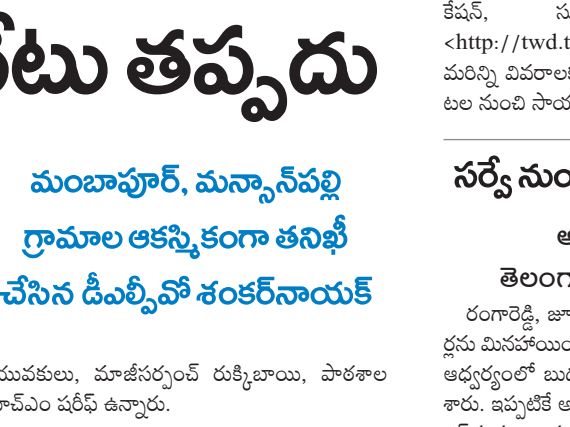 వేటు తప్పదు
మంబాపూర్, మన్సాన్‌పల్లి
గ్రామాల ఆకస్మికంగా తనిఖీ
చేసిన డీఎల్పీవో శంకర్‌నాయక్
యువకులు, మాజీసర్పంచ్ రుక్కిబాయి, పాఠశాల
హెచ్ఎం షరీఫ్ ఉన్నారు.
కేషన్,
<http://twd.t
మరిన్ని వివరాలక
టల నుంచి సాయ
సర్వే నుం
తెలంగా
రంగారెడ్డి, జూ
ర్లను మినహాయిం
ఆధ్వర్యంలో బుధ
శారు. ఇప్పటికే అ